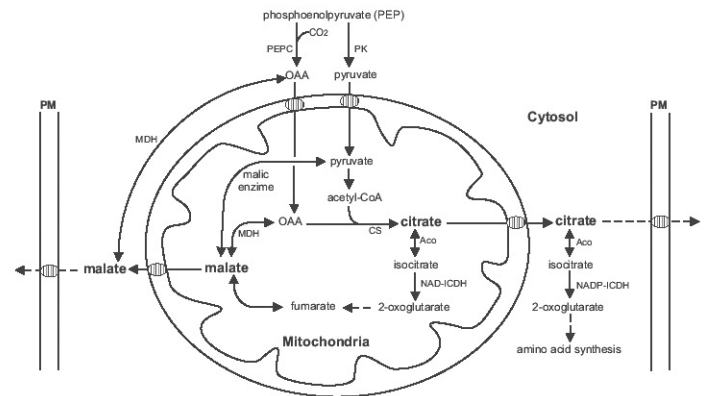 phosphoenolpyruvate (PEP)
CO2
PEPC
PK
OAA
pyruvate
PM
Cytosol
PM
MDH
pyruvate
malic
enzime
acetyl-CoA
MDH
OAA
CS
citrate
citrate
Aco
Aco
malate
malate
isocitrate
isocitrate
NAD-ICDH
NADP-ICDH
fumarate
2-oxoglutarate
2-oxoglutarate
Mitochondria
amino acid synthesis